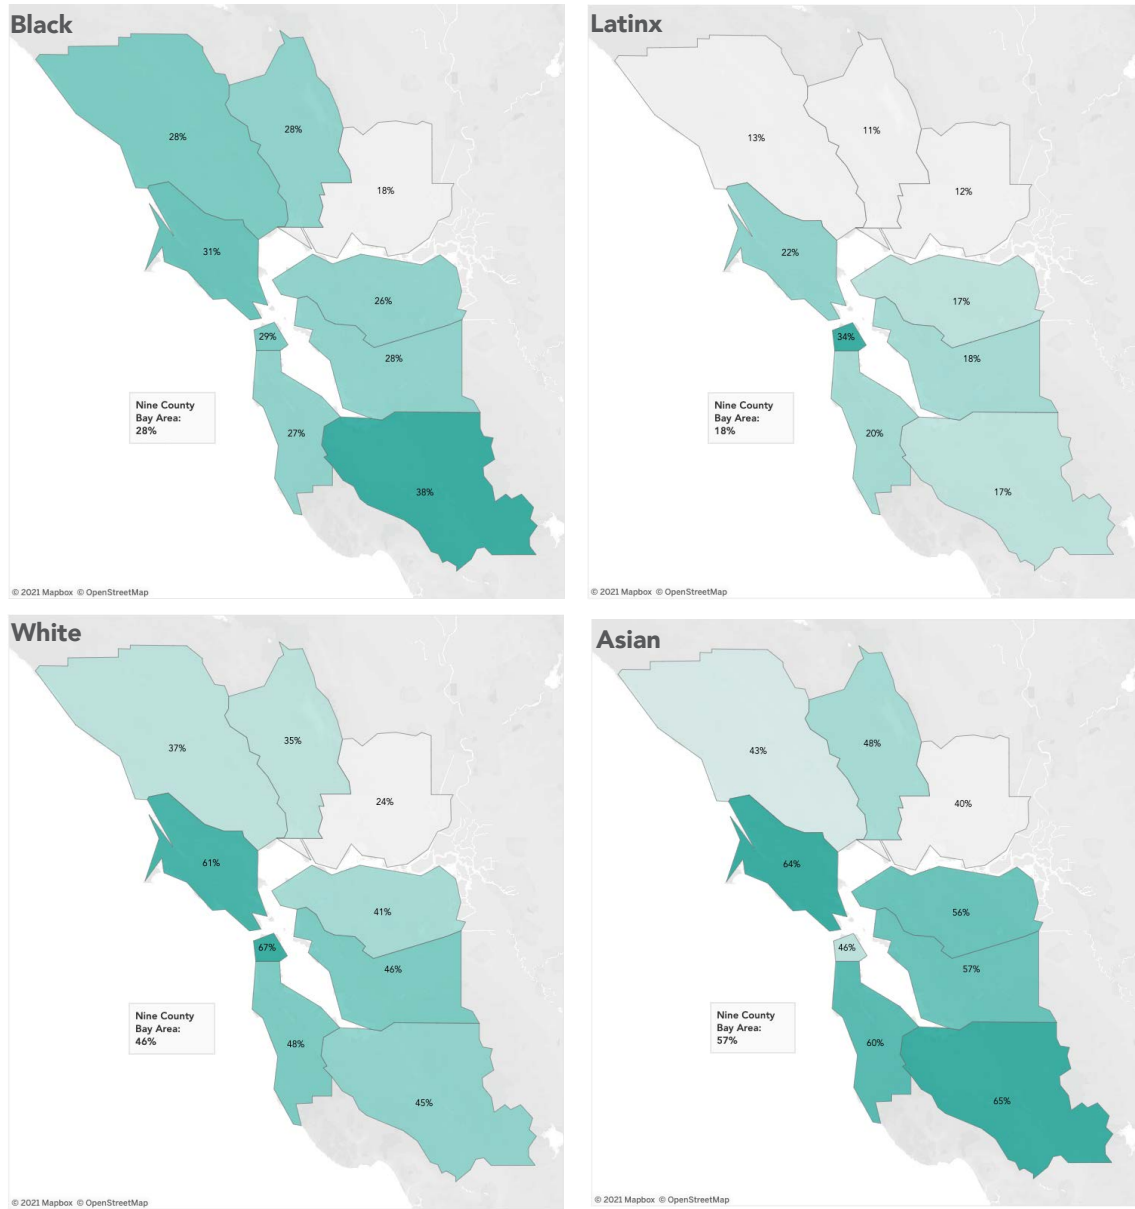 Black
28%
28%
18%
31%
26%
29%
28%
Nine County
Bay Area:
28%
27%
38%
© 2021 Mapbox © OpenStreetMap
Latinx
13%
11%
12%
22%
17%
34%
18%
Nine County
Bay Area:
18%
20%
17%
© 2021 Mapbox © OpenStreetMap
White
37%
35%
24%
61%
41%
67%
46%
Nine County
Bay Area:
46%
48%
45%
© 2021 Mapbox © OpenStreetMap
Asian
43%
48%
40%
64%
56%
46%
57%
Nine County
Bay Area:
57%
60%
65%
© 2021 Mapbox © OpenStreetMap